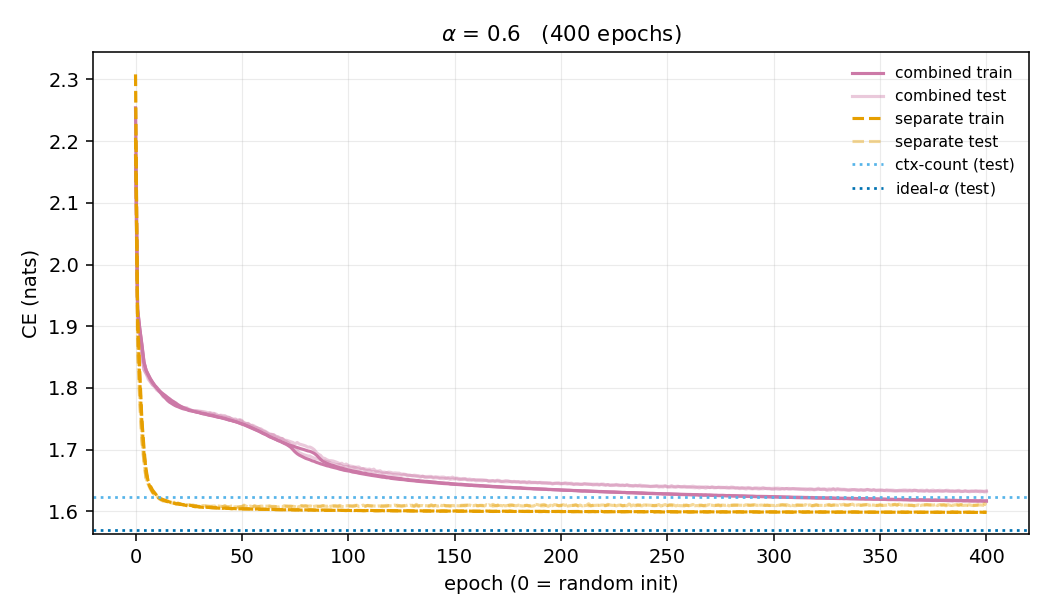 α = 0.6 (400 epochs)
2.3
2.2
2.1
2.0
1.9
1.8
1.7
1.6
CE (nats)
combined train
combined test
separate train
separate test
ctx-count (test)
ideal-α (test)
0 50 100 150 200 250 300 350 400
epoch (0 = random init)